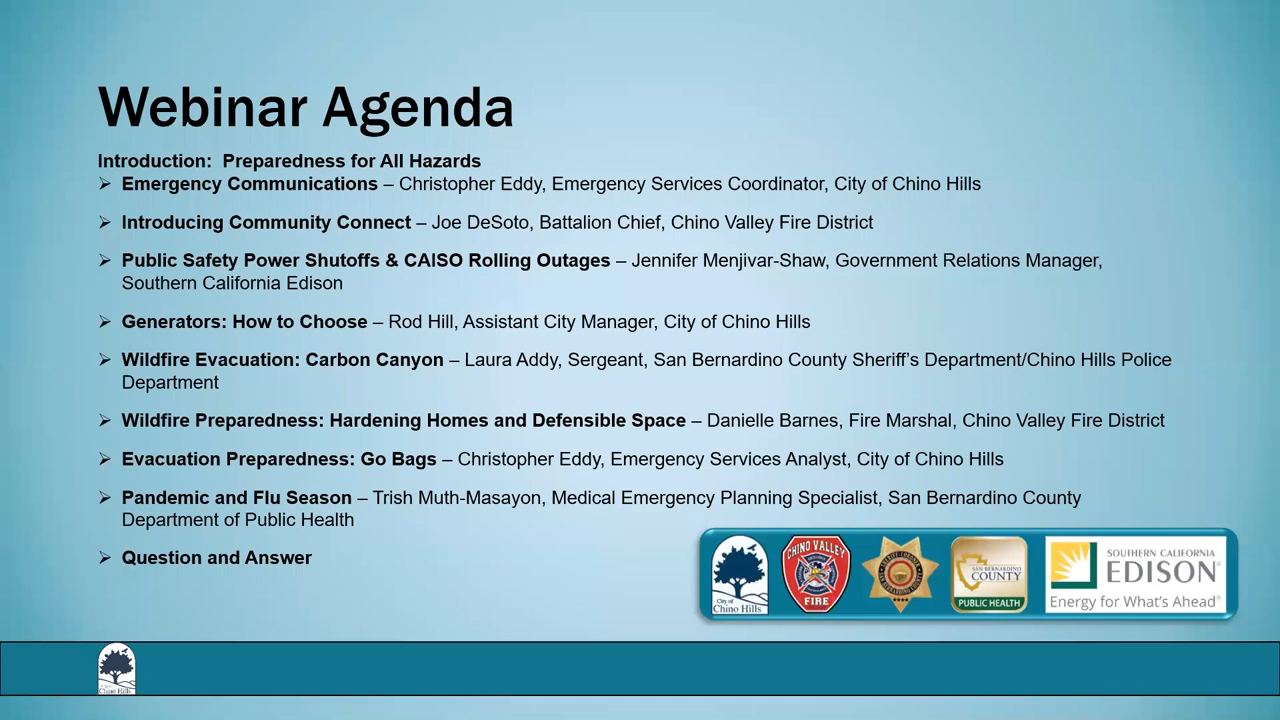 Webinar Agenda
Introduction:  Preparedness for All Hazards
➢ Emergency Communications – Christopher Eddy, Emergency Services Coordinator, City of Chino Hills
➢ Introducing Community Connect – Joe DeSoto, Battalion Chief, Chino Valley Fire District
➢ Public Safety Power Shutoffs & CAISO Rolling Outages – Jennifer Menjivar-Shaw, Government Relations Manager,
Southern California Edison
➢ Generators: How to Choose – Rod Hill, Assistant City Manager, City of Chino Hills
➢ Wildfire Evacuation: Carbon Canyon – Laura Addy, Sergeant, San Bernardino County Sheriff's Department/Chino Hills Police
Department
➢ Wildfire Preparedness: Hardening Homes and Defensible Space – Danielle Barnes, Fire Marshal, Chino Valley Fire District
➢ Evacuation Preparedness: Go Bags – Christopher Eddy, Emergency Services Analyst, City of Chino Hills
➢ Pandemic and Flu Season – Trish Muth-Masayon, Medical Emergency Planning Specialist, San Bernardino County
Department of Public Health
➢ Question and Answer
City of
Chino Hills
CHINO VALLEY
FIRE
SAN BERNARDINO
COUNTY
PUBLIC HEALTH
SOUTHERN CALIFORNIA
EDISON®
Energy for What's Ahead®
Chino Hills